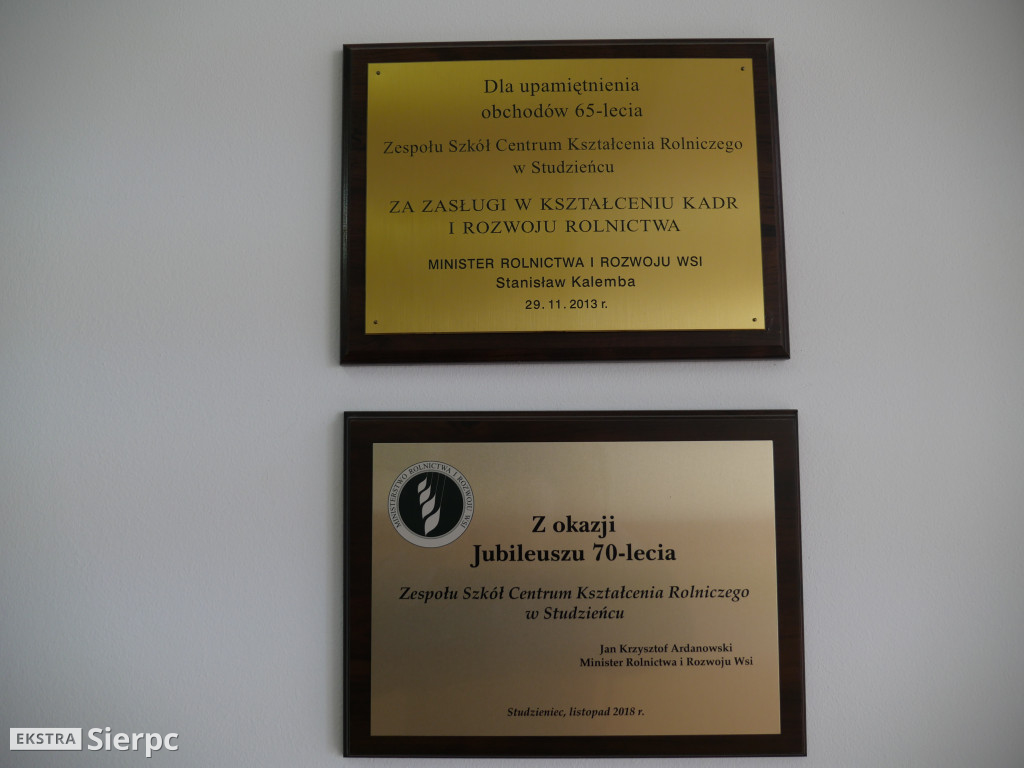 Dla upamiętnienia
obchodów 65-lecia
Zespołu Szkół Centrum Kształcenia Rolniczego
w Studzieńcu
ZA ZASŁUGI W KSZTAŁCENIU KADR
I ROZWOJU ROLNICTWA
MINISTER ROLNICTWA I ROZWOJU WSI
Stanisław Kalemba
29. 11. 2013 r.
MINISTERSTWO ROLNICTWA I ROZWOJU WSI
Z okazji
Jubileuszu 70-lecia
Zespołu Szkół Centrum Kształcenia Rolniczego
w Studzieńcu
Jan Krzysztof Ardanowski
Minister Rolnictwa i Rozwoju Wsi
Studzieniec, listopad 2018 r.
EKSTRA Sierpc